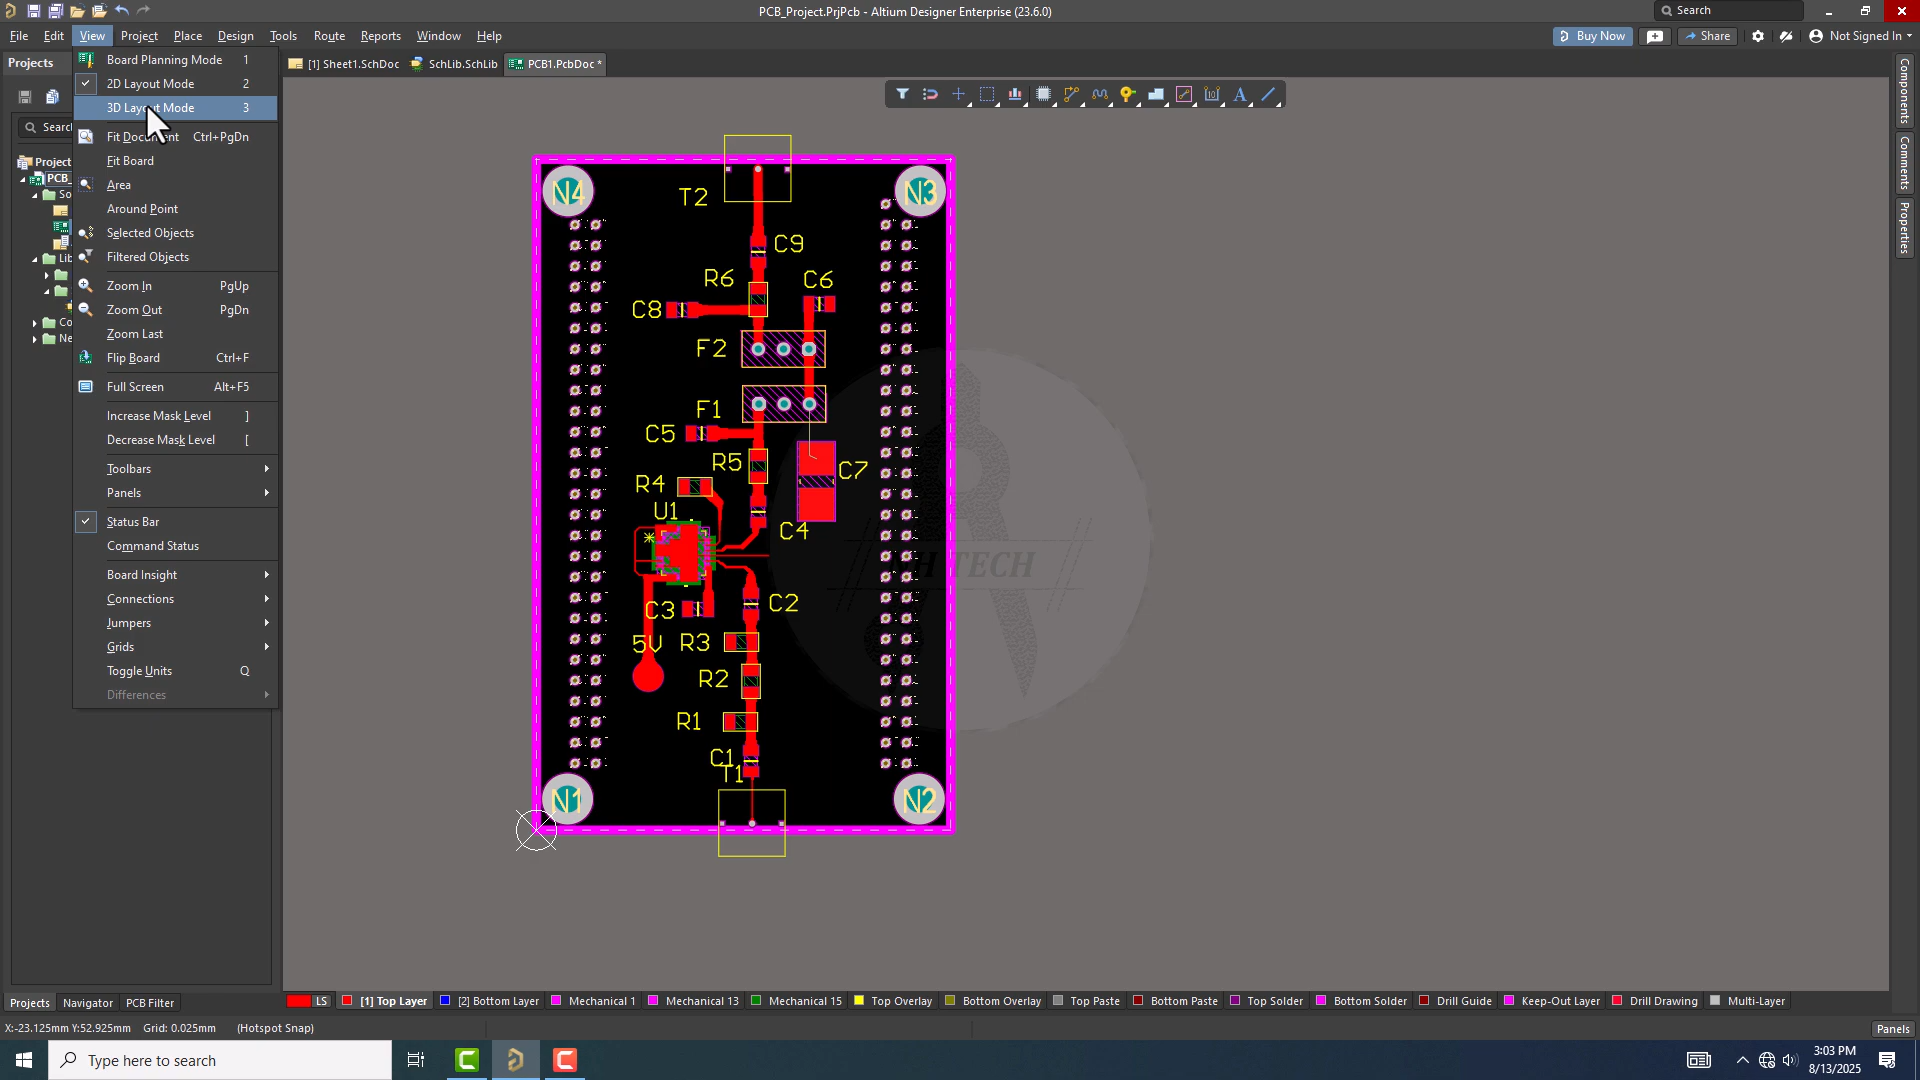 PCB_Project.PrjPcb - Altium Designer Enterprise (23.6.0)
Search
File Edit View Project Place Design Tools Route Reports Window Help
Buy Now
Share
Not Signed In
Projects
[1] Sheet1.SchDoc
SchLib.SchLib
PCB1.PcbDoc *
Board Planning Mode 1
2D Layout Mode 2
3D Layout Mode 3
Fit Document Ctrl+PgDn
Fit Board
Area
Around Point
Selected Objects
Filtered Objects
Zoom In PgUp
Zoom Out PgDn
Zoom Last
Flip Board Ctrl+F
Full Screen Alt+F5
Increase Mask Level ]
Decrease Mask Level [
Toolbars
Panels
Status Bar
Command Status
Board Insight
Connections
Jumpers
Grids
Toggle Units Q
Differences
Searc
Project
PCB_
So
Lib
Co
Ne
Components
Comments
Properties
N4
T2
N3
C9
R6
C6
C8
F2
F1
C5
R5
C7
R4
U1
C4
C3
C2
5V
R3
R2
R1
C1
T1
N1
N2
TECH
Projects Navigator PCB Filter
LS
[1] Top Layer
[2] Bottom Layer
Mechanical 1
Mechanical 13
Mechanical 15
Top Overlay
Bottom Overlay
Top Paste
Bottom Paste
Top Solder
Bottom Solder
Drill Guide
Keep-Out Layer
Drill Drawing
Multi-Layer
X:-23.125mm Y:52.925mm Grid: 0.025mm (Hotspot Snap)
Panels
Type here to search
3:03 PM
8/13/2025